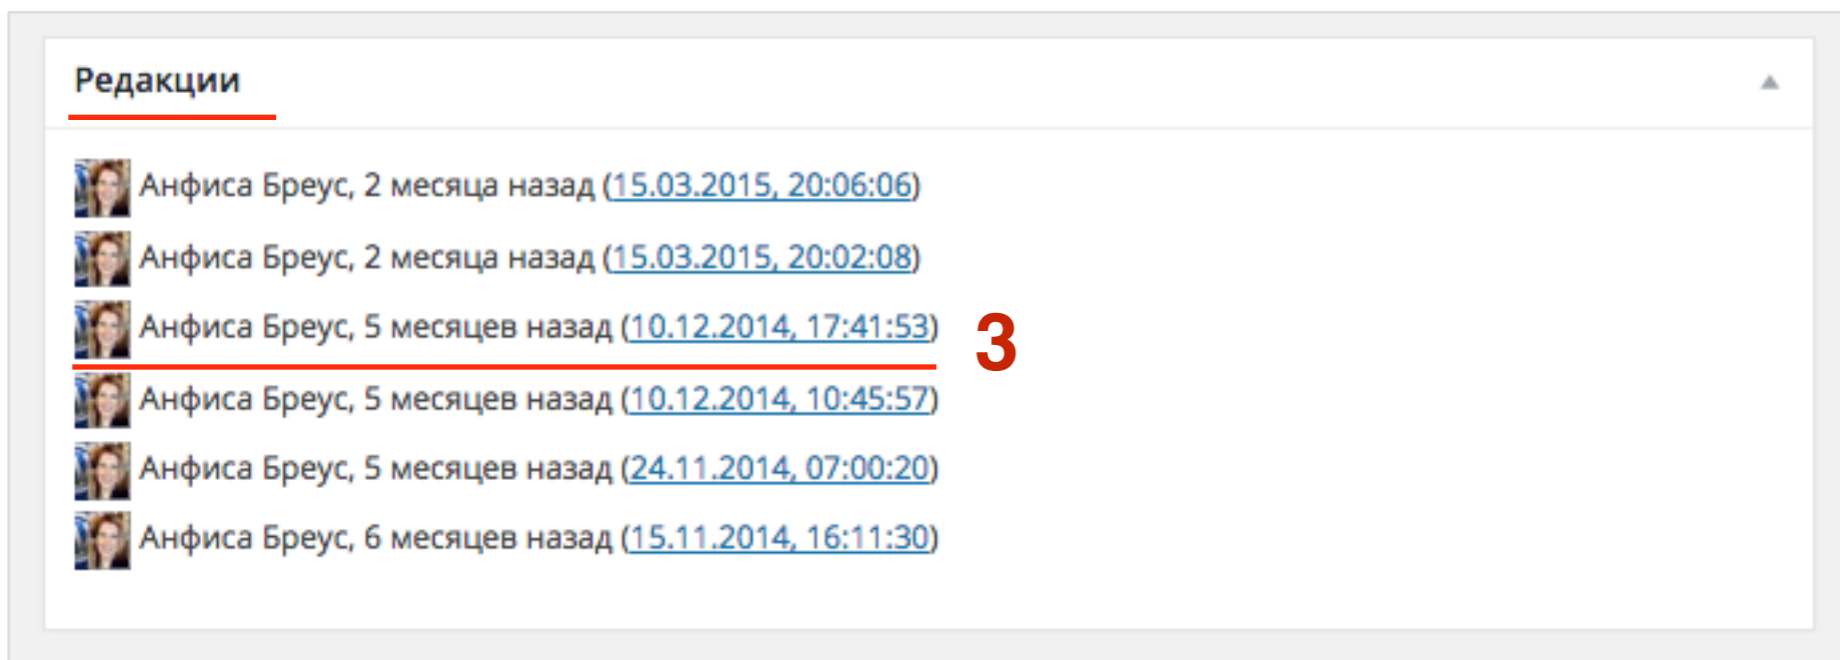 Редакции
Анфиса Бреус, 2 месяца назад (15.03.2015, 20:06:06)
Анфиса Бреус, 2 месяца назад (15.03.2015, 20:02:08)
Анфиса Бреус, 5 месяцев назад (10.12.2014, 17:41:53) 3
Анфиса Бреус, 5 месяцев назад (10.12.2014, 10:45:57)
Анфиса Бреус, 5 месяцев назад (24.11.2014, 07:00:20)
Анфиса Бреус, 6 месяцев назад (15.11.2014, 16:11:30)